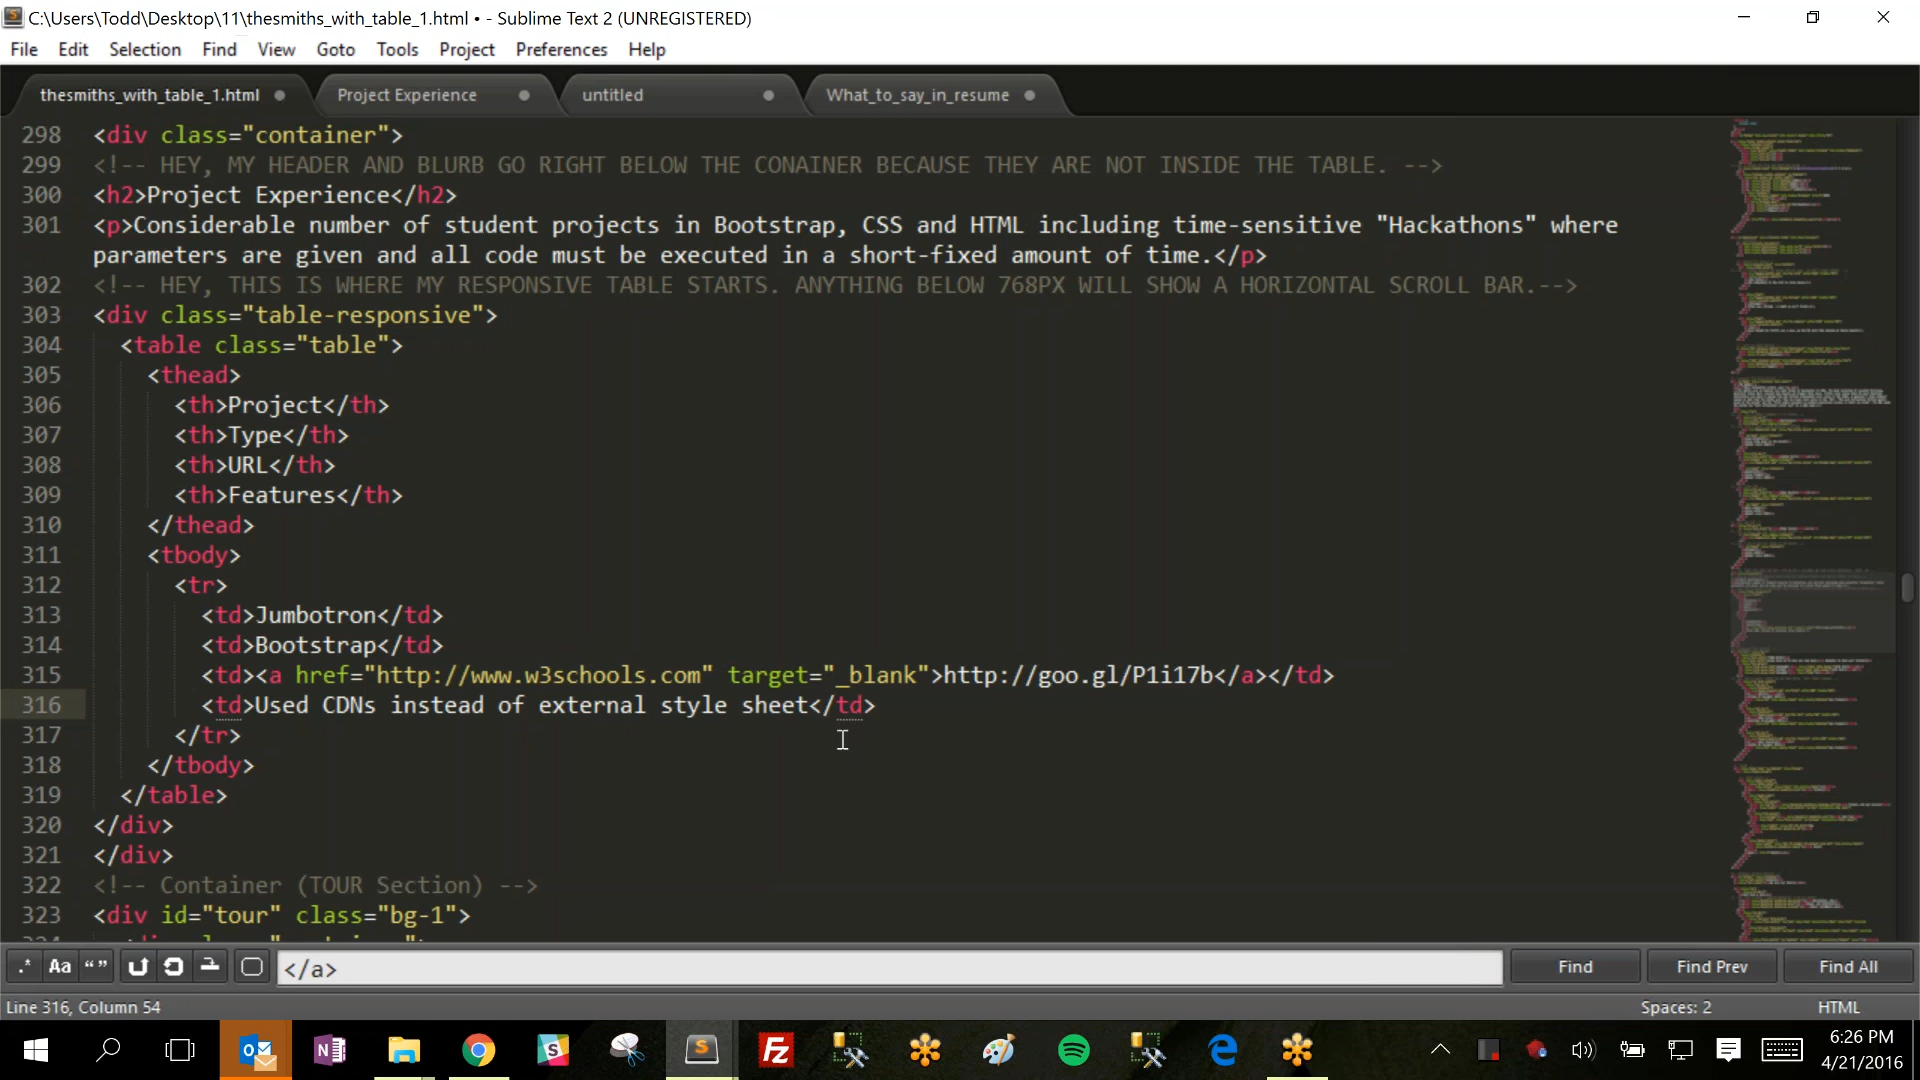 C:\Users\Todd\Desktop\11\thesmiths_with_table_1.html • - Sublime Text 2 (UNREGISTERED)
File Edit Selection Find View Goto Tools Project Preferences Help
thesmiths_with_table_1.html Project Experience untitled What_to_say_in_resume
298 <div class="container">
299 <!-- HEY, MY HEADER AND BLURB GO RIGHT BELOW THE CONAINER BECAUSE THEY ARE NOT INSIDE THE TABLE. -->
300 <h2>Project Experience</h2>
301 <p>Considerable number of student projects in Bootstrap, CSS and HTML including time-sensitive "Hackathons" where
parameters are given and all code must be executed in a short-fixed amount of time.</p>
302 <!-- HEY, THIS IS WHERE MY RESPONSIVE TABLE STARTS. ANYTHING BELOW 768PX WILL SHOW A HORIZONTAL SCROLL BAR.-->
303 <div class="table-responsive">
304 <table class="table">
305 <thead>
306 <th>Project</th>
307 <th>Type</th>
308 <th>URL</th>
309 <th>Features</th>
310 </thead>
311 <tbody>
312 <tr>
313 <td>Jumbotron</td>
314 <td>Bootstrap</td>
315 <td><a href="http://www.w3schools.com" target="_blank">http://goo.gl/P1i17b</a></td>
316 <td>Used CDNs instead of external style sheet</td>
317 </tr>
318 </tbody>
319 </table>
320 </div>
321 </div>
322 <!-- Container (TOUR Section) -->
323 <div id="tour" class="bg-1">
.* Aa “ ” </a> Find Find Prev Find All
Line 316, Column 54 Spaces: 2 HTML
6:26 PM
4/21/2016